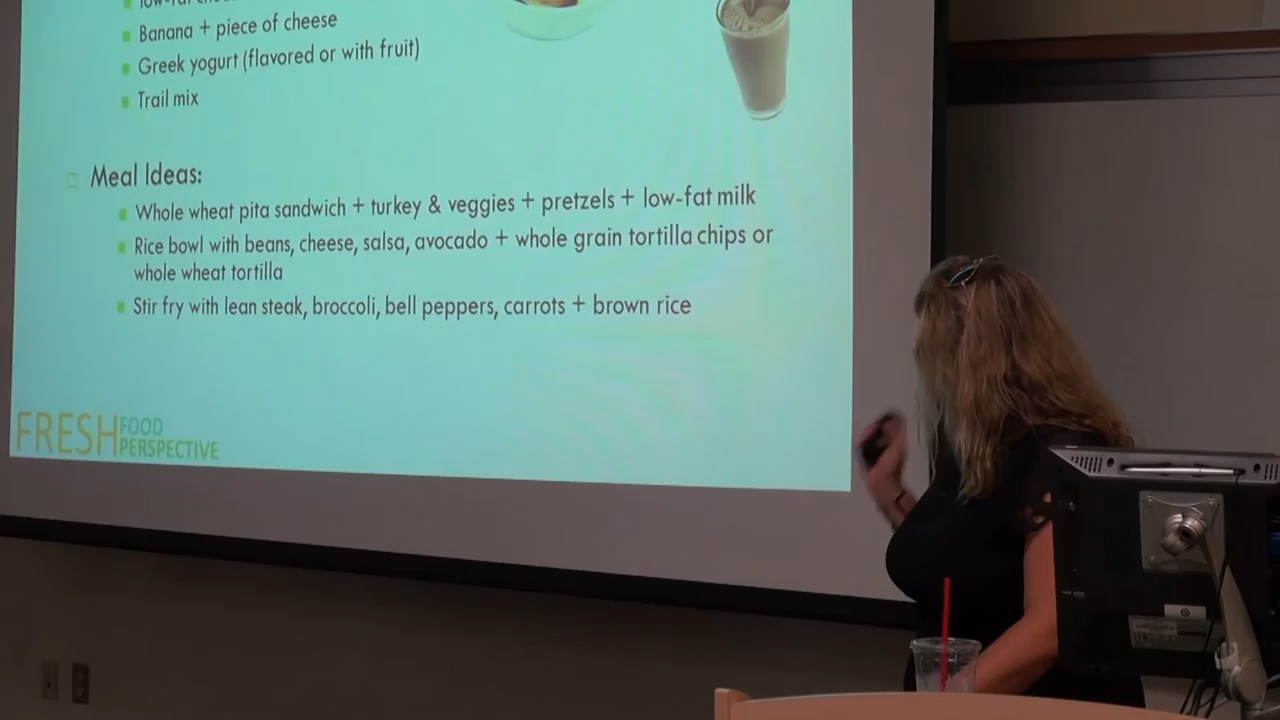 low-fat
Banana + piece of cheese
Greek yogurt (flavored or with fruit)
Trail mix
Meal Ideas:
Whole wheat pita sandwich + turkey & veggies + pretzels + low-fat milk
Rice bowl with beans, cheese, salsa, avocado + whole grain tortilla chips or
whole wheat tortilla
Stir fry with lean steak, broccoli, bell peppers, carrots + brown rice
FRESH FOOD
PERSPECTIVE